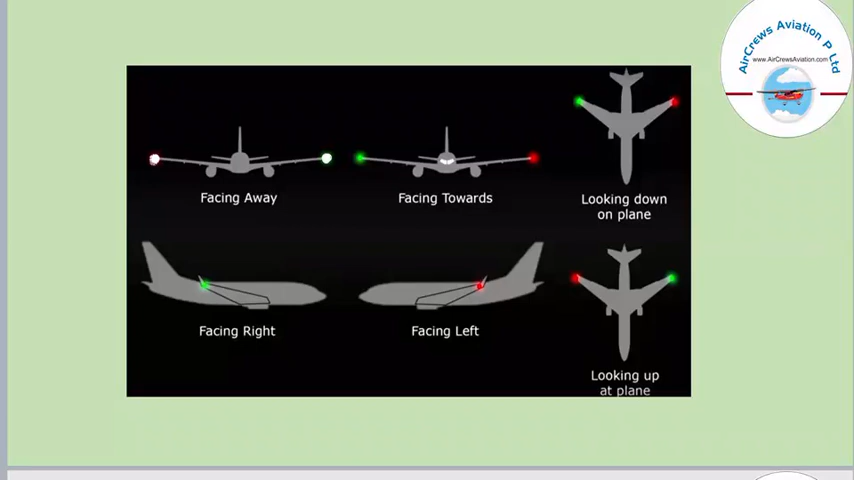 AirCrews Aviation P Ltd
www.AirCrewsAviation.com
Facing Away
Facing Towards
Looking down
on plane
Facing Right
Facing Left
Looking up
at plane